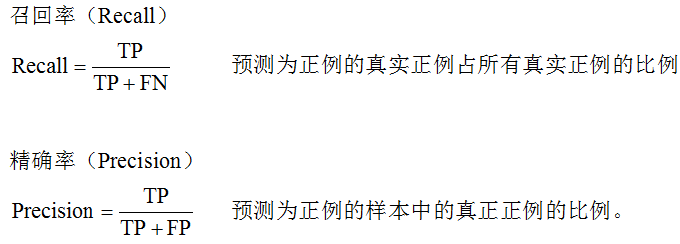 召回率（Recall）
Recall = TP / (TP + FN) 预测为正例的真实正例占所有真实正例的比例
精确率（Precision）
Precision = TP / (TP + FP) 预测为正例的样本中的真正正例的比例。